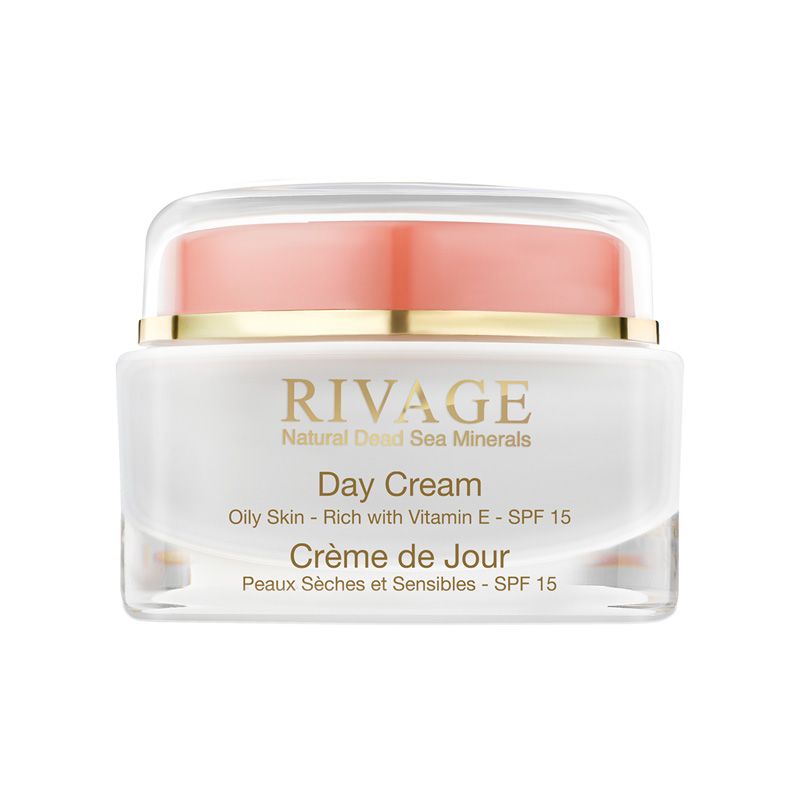 RIVAGE
Natural Dead Sea Minerals
Day Cream
Oily Skin - Rich with Vitamin E - SPF 15
Crème de Jour
Peaux Sèches et Sensibles - SPF 15